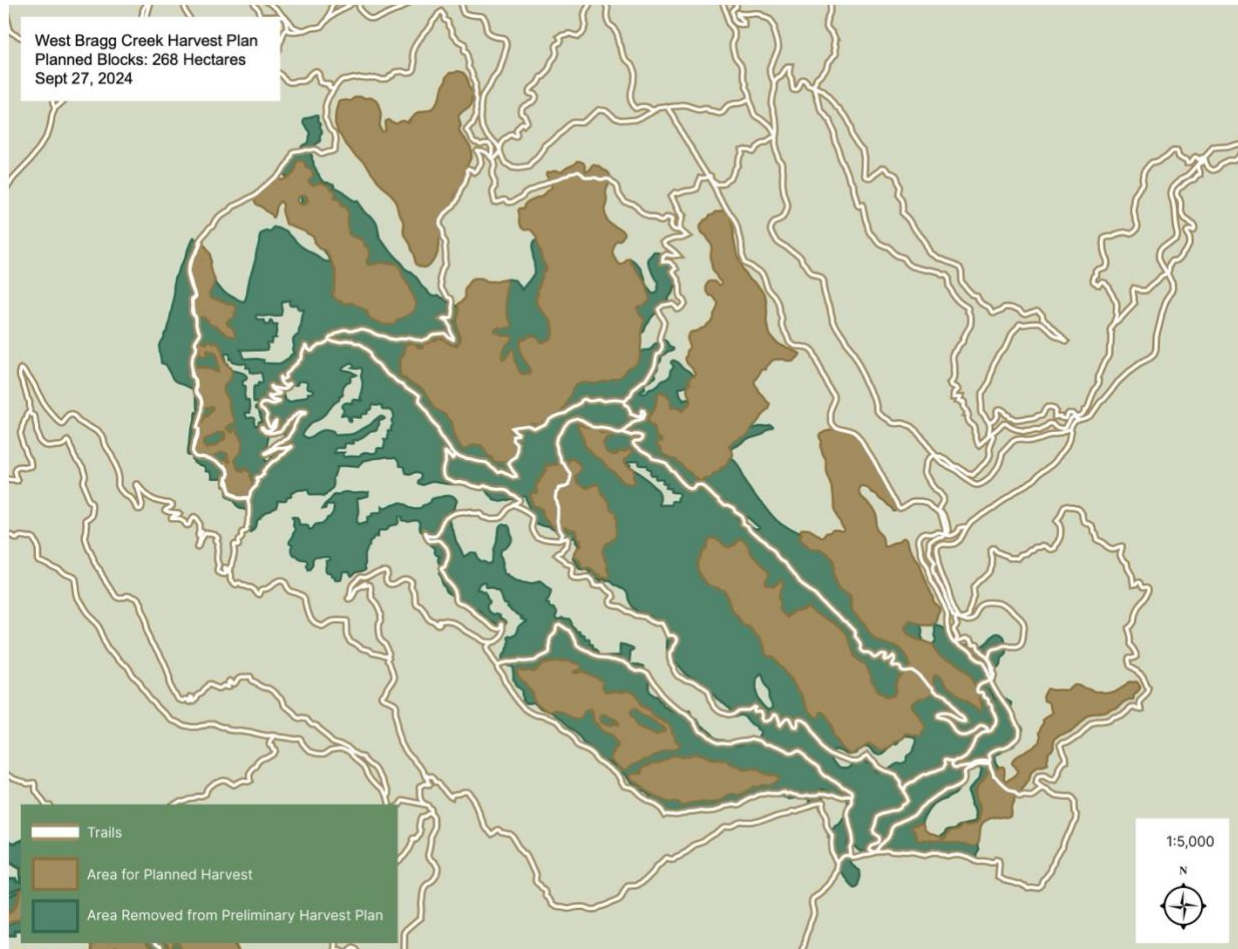 West Bragg Creek Harvest Plan
Planned Blocks: 268 Hectares
Sept 27, 2024
Trails
Area for Planned Harvest
Area Removed from Preliminary Harvest Plan
1:5,000
N